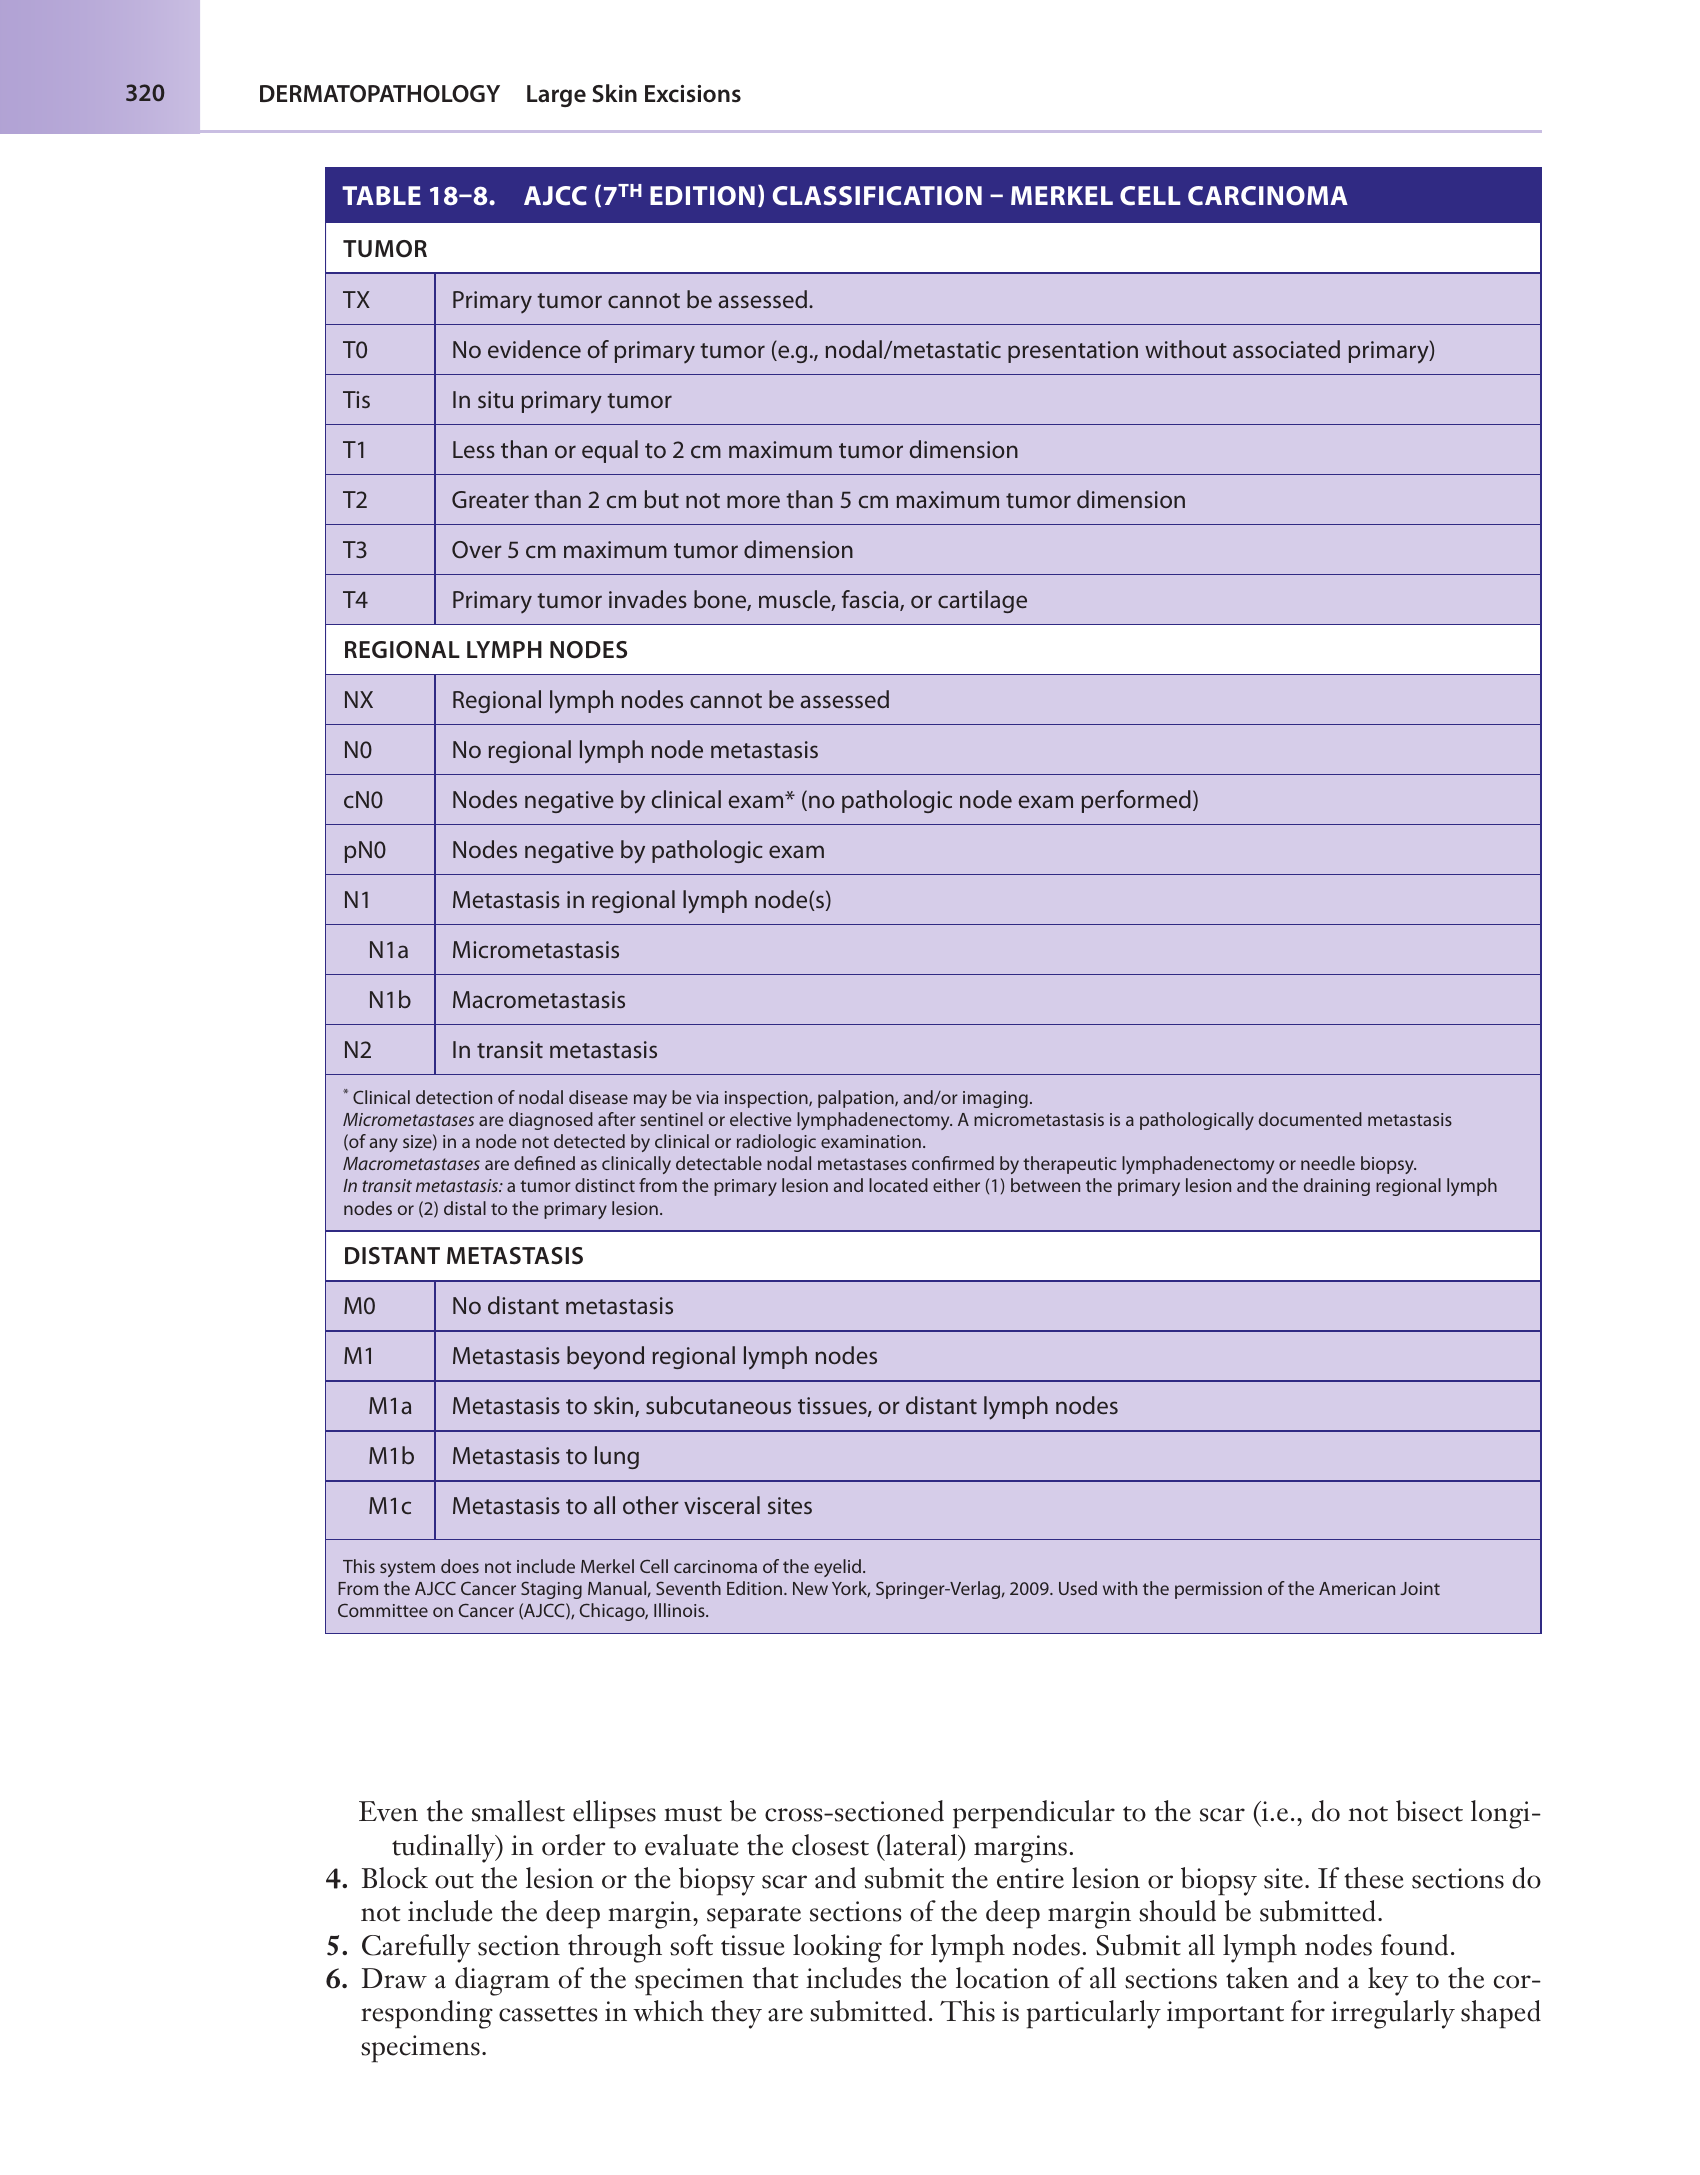 320
DERMATOPATHOLOGY Large Skin Excisions
TABLE 18–8. AJCC (7TH EDITION) CLASSIFICATION – MERKEL CELL CARCINOMA
TUMOR
TX Primary tumor cannot be assessed.
T0 No evidence of primary tumor (e.g., nodal/metastatic presentation without associated primary)
Tis In situ primary tumor
T1 Less than or equal to 2 cm maximum tumor dimension
T2 Greater than 2 cm but not more than 5 cm maximum tumor dimension
T3 Over 5 cm maximum tumor dimension
T4 Primary tumor invades bone, muscle, fascia, or cartilage
REGIONAL LYMPH NODES
NX Regional lymph nodes cannot be assessed
N0 No regional lymph node metastasis
cN0 Nodes negative by clinical exam* (no pathologic node exam performed)
pN0 Nodes negative by pathologic exam
N1 Metastasis in regional lymph node(s)
N1a Micrometastasis
N1b Macrometastasis
N2 In transit metastasis
* Clinical detection of nodal disease may be via inspection, palpation, and/or imaging.
Micrometastases are diagnosed after sentinel or elective lymphadenectomy. A micrometastasis is a pathologically documented metastasis
(of any size) in a node not detected by clinical or radiologic examination.
Macrometastases are defined as clinically detectable nodal metastases confirmed by therapeutic lymphadenectomy or needle biopsy.
In transit metastasis: a tumor distinct from the primary lesion and located either (1) between the primary lesion and the draining regional lymph
nodes or (2) distal to the primary lesion.
DISTANT METASTASIS
M0 No distant metastasis
M1 Metastasis beyond regional lymph nodes
M1a Metastasis to skin, subcutaneous tissues, or distant lymph nodes
M1b Metastasis to lung
M1c Metastasis to all other visceral sites
This system does not include Merkel Cell carcinoma of the eyelid.
From the AJCC Cancer Staging Manual, Seventh Edition. New York, Springer-Verlag, 2009. Used with the permission of the American Joint
Committee on Cancer (AJCC), Chicago, Illinois.
Even the smallest ellipses must be cross-sectioned perpendicular to the scar (i.e., do not bisect longi-
tudinally) in order to evaluate the closest (lateral) margins.
4. Block out the lesion or the biopsy scar and submit the entire lesion or biopsy site. If these sections do
not include the deep margin, separate sections of the deep margin should be submitted.
5. Carefully section through soft tissue looking for lymph nodes. Submit all lymph nodes found.
6. Draw a diagram of the specimen that includes the location of all sections taken and a key to the cor-
responding cassettes in which they are submitted. This is particularly important for irregularly shaped
specimens.